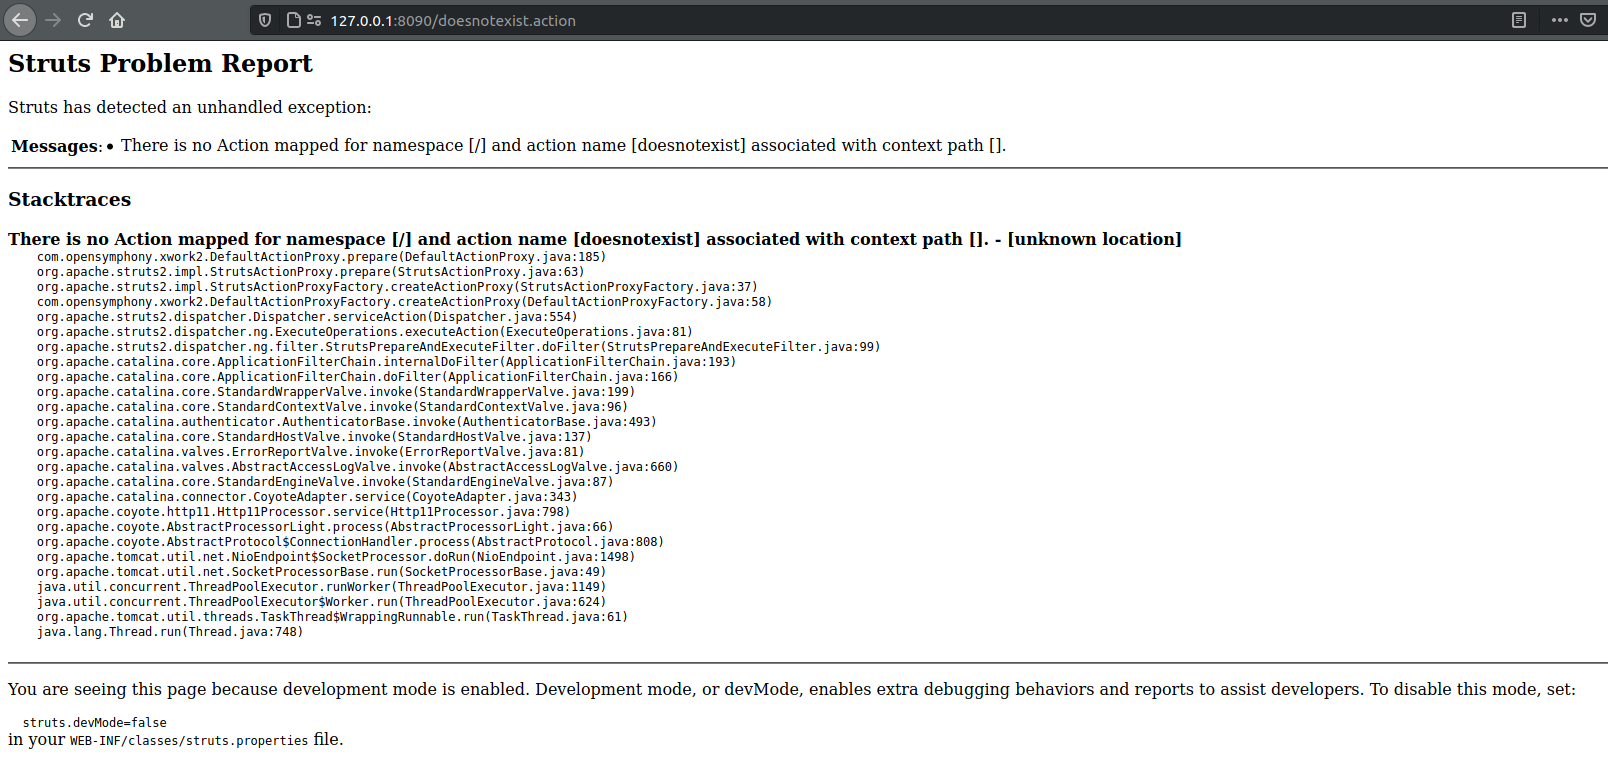 127.0.0.1:8090/doesnotexist.action
Struts Problem Report
Struts has detected an unhandled exception:
Messages: • There is no Action mapped for namespace [/] and action name [doesnotexist] associated with context path [].
Stacktraces
There is no Action mapped for namespace [/] and action name [doesnotexist] associated with context path []. - [unknown location]
com.opensymphony.xwork2.DefaultActionProxy.prepare(DefaultActionProxy.java:185)
org.apache.struts2.impl.StrutsActionProxy.prepare(StrutsActionProxy.java:63)
org.apache.struts2.impl.StrutsActionProxyFactory.createActionProxy(StrutsActionProxyFactory.java:37)
com.opensymphony.xwork2.DefaultActionProxyFactory.createActionProxy(DefaultActionProxyFactory.java:58)
org.apache.struts2.dispatcher.Dispatcher.serviceAction(Dispatcher.java:554)
org.apache.struts2.dispatcher.ng.ExecuteOperations.executeAction(ExecuteOperations.java:81)
org.apache.struts2.dispatcher.ng.filter.StrutsPrepareAndExecuteFilter.doFilter(StrutsPrepareAndExecuteFilter.java:99)
org.apache.catalina.core.ApplicationFilterChain.internalDoFilter(ApplicationFilterChain.java:193)
org.apache.catalina.core.ApplicationFilterChain.doFilter(ApplicationFilterChain.java:166)
org.apache.catalina.core.StandardWrapperValve.invoke(StandardWrapperValve.java:199)
org.apache.catalina.core.StandardContextValve.invoke(StandardContextValve.java:96)
org.apache.catalina.authenticator.AuthenticatorBase.invoke(AuthenticatorBase.java:493)
org.apache.catalina.core.StandardHostValve.invoke(StandardHostValve.java:137)
org.apache.catalina.valves.ErrorReportValve.invoke(ErrorReportValve.java:81)
org.apache.catalina.valves.AbstractAccessLogValve.invoke(AbstractAccessLogValve.java:660)
org.apache.catalina.core.StandardEngineValve.invoke(StandardEngineValve.java:87)
org.apache.catalina.connector.CoyoteAdapter.service(CoyoteAdapter.java:343)
org.apache.coyote.http11.Http11Processor.service(Http11Processor.java:798)
org.apache.coyote.AbstractProcessorLight.process(AbstractProcessorLight.java:66)
org.apache.coyote.AbstractProtocol$ConnectionHandler.process(AbstractProtocol.java:808)
org.apache.tomcat.util.net.NioEndpoint$SocketProcessor.doRun(NioEndpoint.java:1498)
org.apache.tomcat.util.net.SocketProcessorBase.run(SocketProcessorBase.java:49)
java.util.concurrent.ThreadPoolExecutor.runWorker(ThreadPoolExecutor.java:1149)
java.util.concurrent.ThreadPoolExecutor$Worker.run(ThreadPoolExecutor.java:624)
org.apache.tomcat.util.threads.TaskThread$WrappingRunnable.run(TaskThread.java:61)
java.lang.Thread.run(Thread.java:748)
You are seeing this page because development mode is enabled. Development mode, or devMode, enables extra debugging behaviors and reports to assist developers. To disable this mode, set:
struts.devMode=false
in your WEB-INF/classes/struts.properties file.